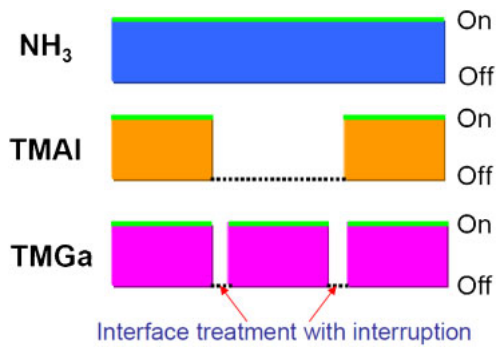 NH3
On
Off
TMAl
On
Off
TMGa
On
Off
Interface treatment with interruption